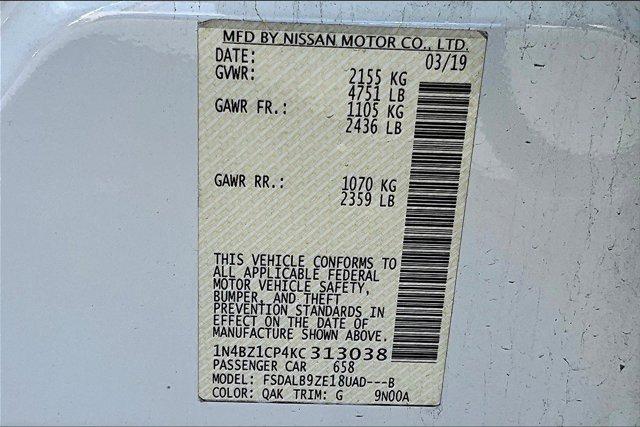 MFD BY NISSAN MOTOR CO., LTD.
DATE: 03/19
GVWR: 2155 KG
4751 LB
GAWR FR.: 1105 KG
2436 LB
GAWR RR.: 1070 KG
2359 LB
THIS VEHICLE CONFORMS TO
ALL APPLICABLE FEDERAL
MOTOR VEHICLE SAFETY,
BUMPER, AND THEFT
PREVENTION STANDARDS IN
EFFECT ON THE DATE OF
MANUFACTURE SHOWN ABOVE.
1N4BZ1CP4KC 313038
PASSENGER CAR 658
MODEL: FSDALB9ZE18UAD---B
COLOR: QAK TRIM: G 9N00A